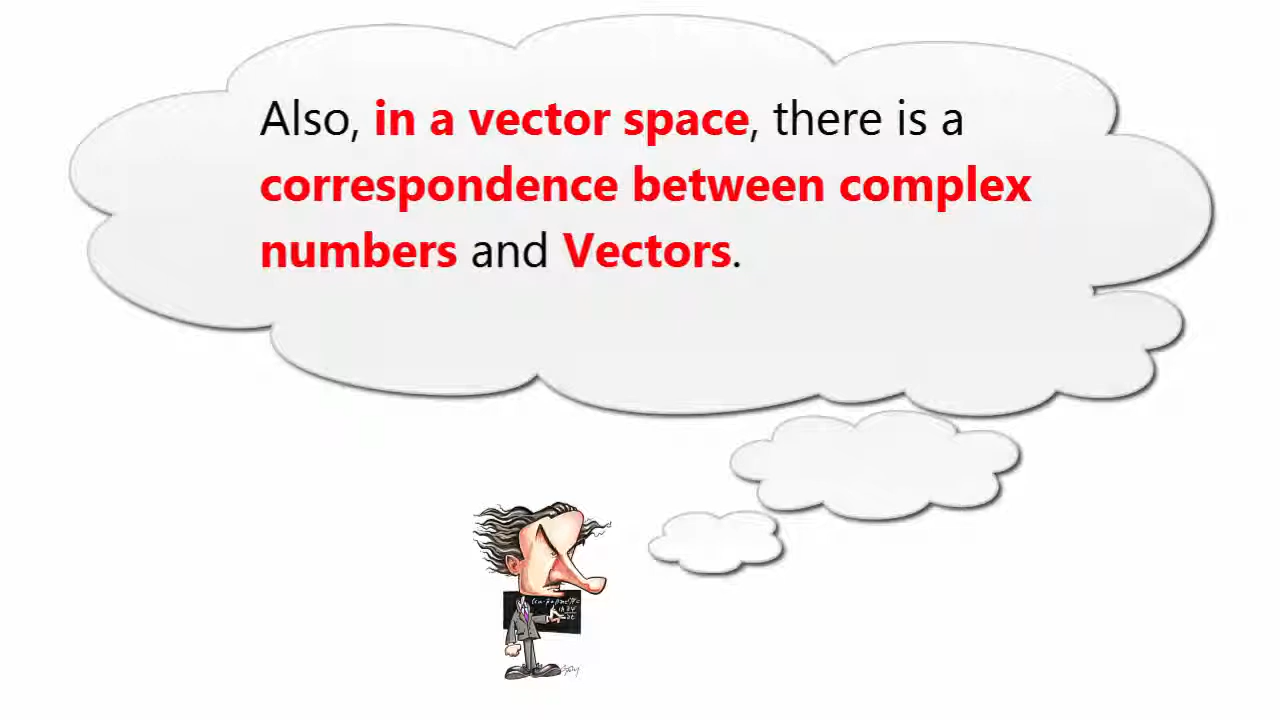 Also, in a vector space, there is a
correspondence between complex
numbers and Vectors.